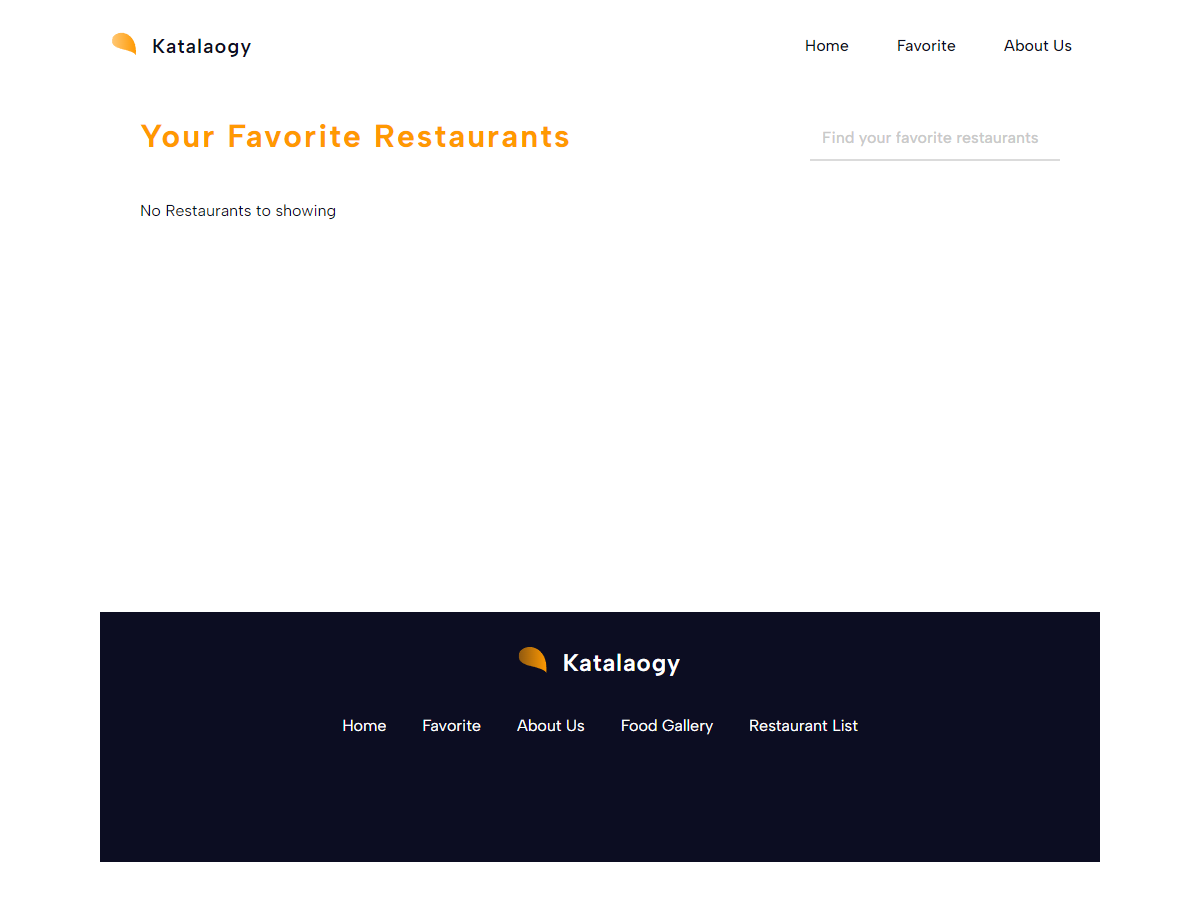 Katalaogy
Home Favorite About Us
Your Favorite Restaurants
Find your favorite restaurants
No Restaurants to showing
Katalaogy
Home Favorite About Us Food Gallery Restaurant List